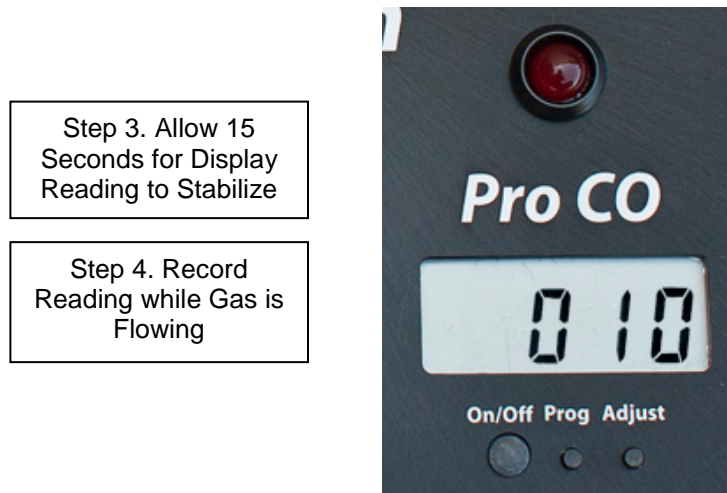 Step 3. Allow 15
Seconds for Display
Reading to Stabilize
Step 4. Record
Reading while Gas is
Flowing
Pro CO
010
On/Off Prog Adjust